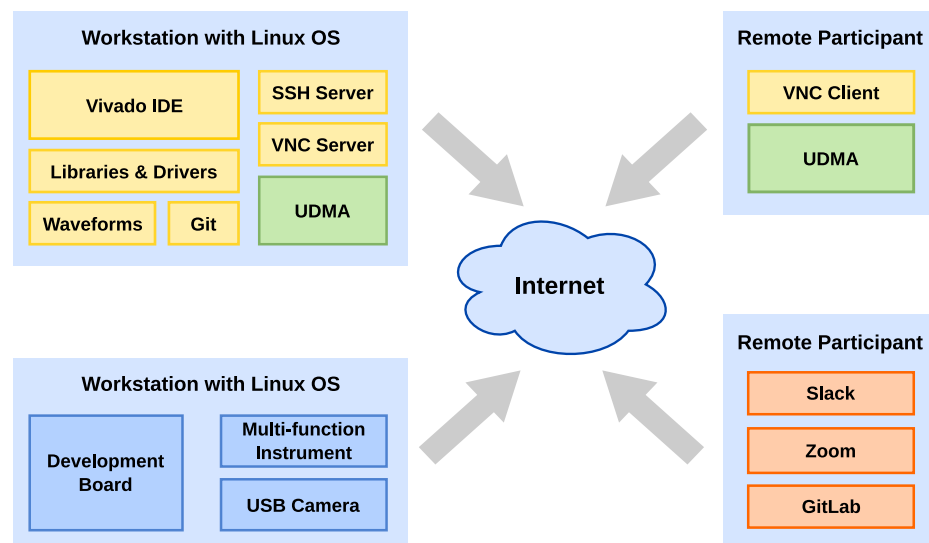 Workstation with Linux OS
Vivado IDE
SSH Server
VNC Server
Libraries & Drivers
UDMA
Waveforms
Git
Remote Participant
VNC Client
UDMA
Internet
Workstation with Linux OS
Development
Board
Multi-function
Instrument
USB Camera
Remote Participant
Slack
Zoom
GitLab